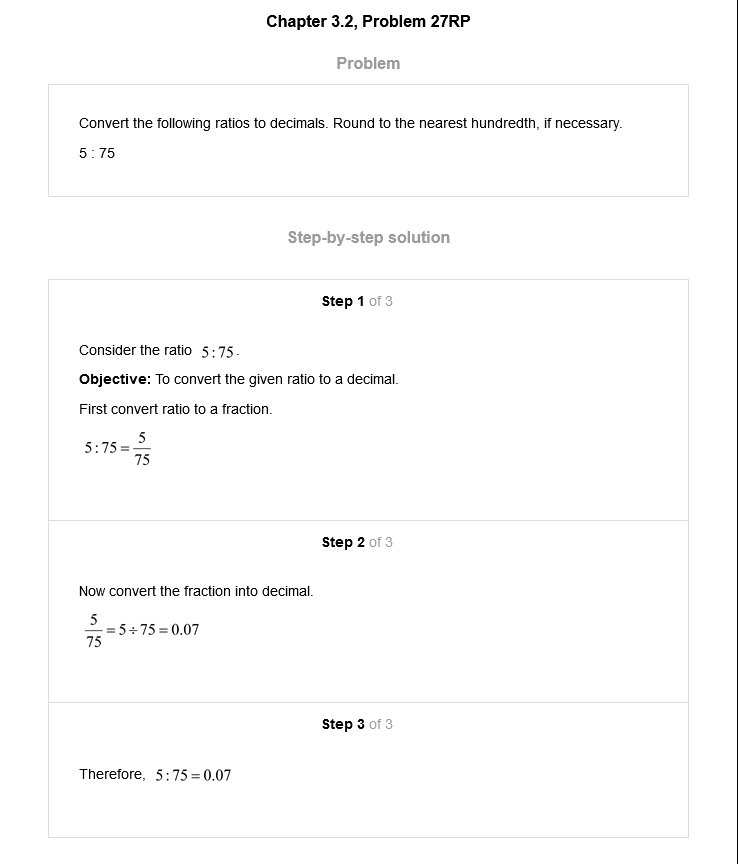 Chapter 3.2, Problem 27RP
Problem
Convert the following ratios to decimals. Round to the nearest hundredth, if necessary.
5 : 75
Step-by-step solution
Step 1 of 3
Consider the ratio 5:75.
Objective: To convert the given ratio to a decimal.
First convert ratio to a fraction.
5:75 = 5/75
Step 2 of 3
Now convert the fraction into decimal.
5/75 = 5÷75 = 0.07
Step 3 of 3
Therefore, 5:75 = 0.07